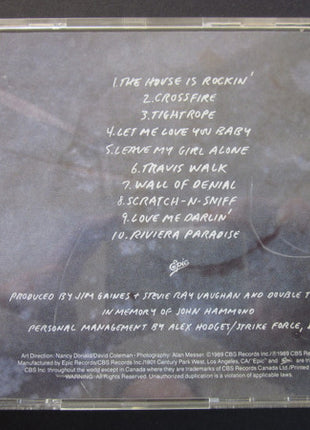 1. THE HOUSE IS ROCKIN'
2. CROSSFIRE
3. TIGHTROPE
4. LET ME LOVE YOU BABY
5. LEAVE MY GIRL ALONE
6. TRAVIS WALK
7. WALL OF DENIAL
8. SCRATCH-N-SNIFF
9. LOVE ME DARLIN'
10. RIVIERA PARADISE
Epic
PRODUCED BY JIM GAINES + STEVIE RAY VAUGHAN AND DOUBLE T
IN MEMORY OF JOHN HAMMOND
PERSONAL MANAGEMENT BY ALEX HODGES/STRIKE FORCE,
Art Direction: Nancy Donald/David Coleman · Photography: Alan Messer. © 1989 CBS Records Inc./℗ 1989 CBS Records
Manufactured by Epic Records/CBS Records Inc./1801 Century Park West, Los Angeles, CA/"Epic" and Epic are
CBS Inc. throughout the world except in Canada where they are trademarks of CBS Records Canada Ltd./Printed
WARNING: All Rights Reserved. Unauthorized duplication is a violation of applicable laws.